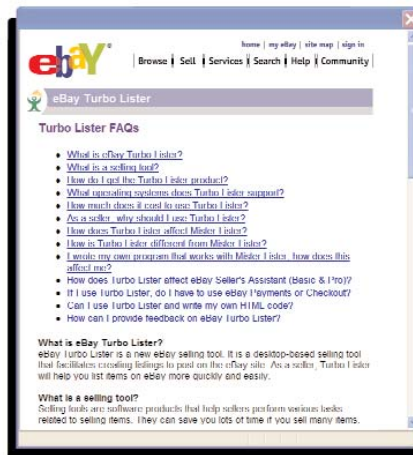 home | my eBay | site map | sign in
ebay
Browse | Sell | Services | Search | Help | Community
eBay Turbo Lister
Turbo Lister FAQs
What is eBay Turbo Lister?
What is a selling tool?
How do I get the Turbo Lister product?
What operating systems does Turbo Lister support?
How much does it cost to use Turbo Lister?
As a seller, why should I use Turbo Lister?
How does Turbo Lister affect Mister Lister?
How is Turbo Lister different from Mister Lister?
I wrote my own program that works with Mister Lister, how does this
affect me?
How does Turbo Lister affect eBay Seller's Assistant (Basic & Pro)?
If I use Turbo Lister, do I have to use eBay Payments or Checkout?
Can I use Turbo Lister and write my own HTML code?
How can I provide feedback on eBay Turbo Lister?
What is eBay Turbo Lister?
eBay Turbo Lister is a new eBay selling tool. It is a desktop-based selling tool
that facilitates creating listings to post on the eBay site. As a seller, Turbo Lister
will help you list items on eBay more quickly and easily.
What is a selling tool?
Selling tools are software products that help sellers perform various tasks
related to selling items. They can save you lots of time if you sell many items.